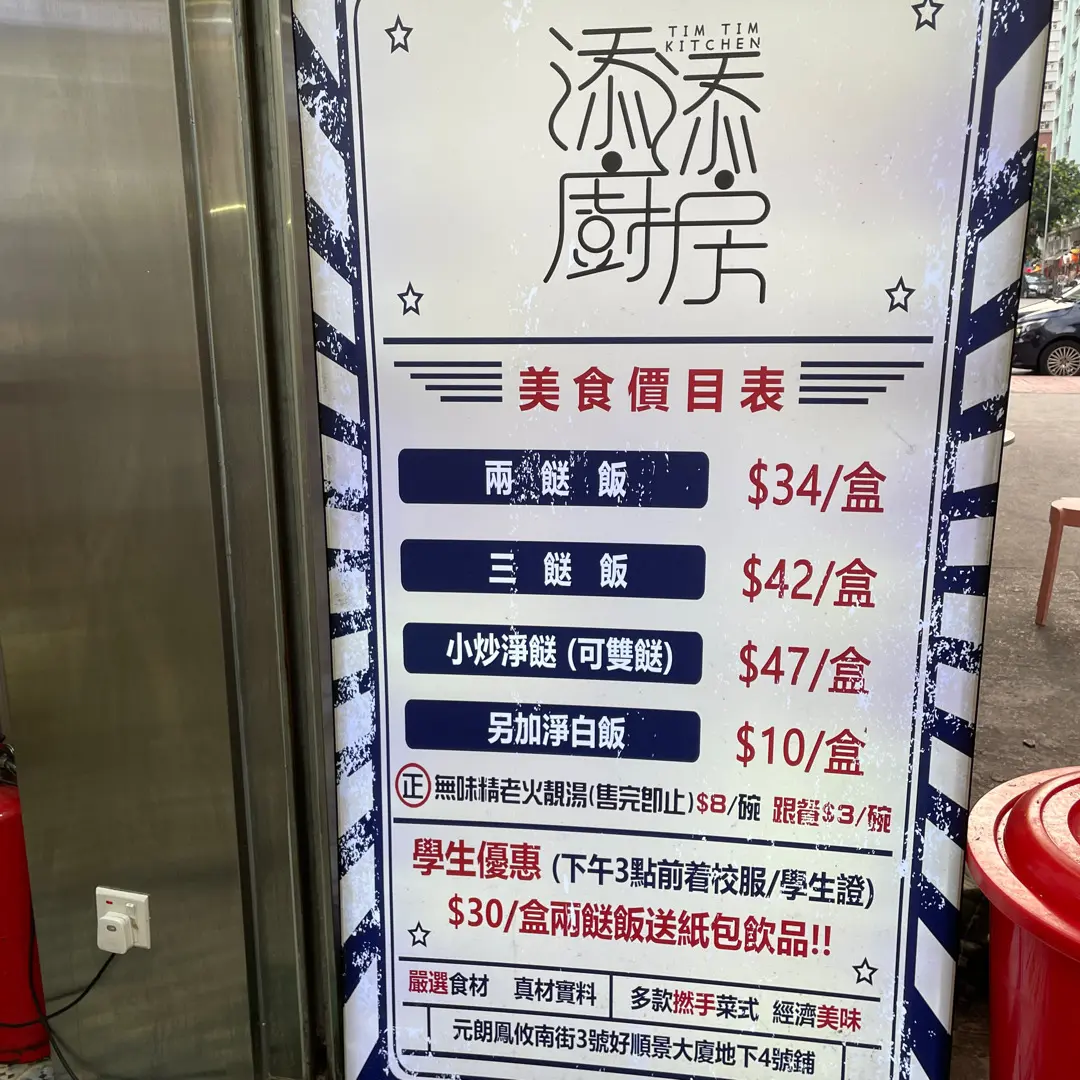 TIM TIM
KITCHEN
添添
廚房
美食價目表
兩餸飯 $34/盒
三餸飯 $42/盒
小炒淨餸 (可雙餸) $47/盒
另加淨白飯 $10/盒
正 無味精老火靚湯(售完即止) $8/碗 跟餐$3/碗
學生優惠 (下午3點前着校服/學生證)
$30/盒兩餸飯送紙包飲品!!
嚴選食材 真材實料 多款撚手菜式 經濟美味
元朗鳳攸南街3號好順景大廈地下4號鋪